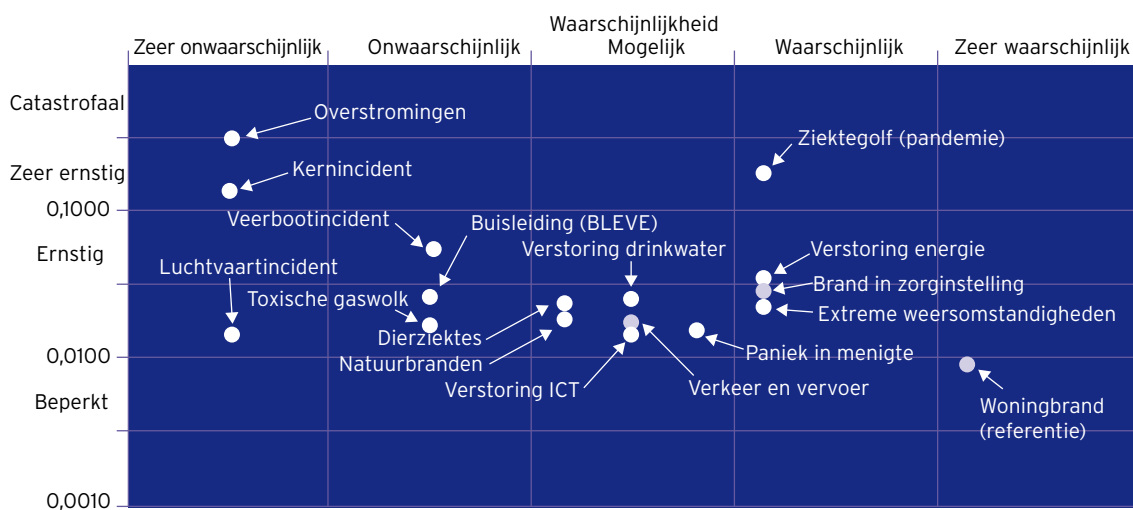 Waarschijnlijkheid
Zeer onwaarschijnlijk
Onwaarschijnlijk
Mogelijk
Waarschijnlijk
Zeer waarschijnlijk
Catastrofaal
Overstromingen
Ziektegolf (pandemie)
Zeer ernstig
Kernincident
0,1000
Veerbootincident
Buisleiding (BLEVE)
Verstoring drinkwater
Ernstig
Verstoring energie
Luchtvaartincident
Brand in zorginstelling
Toxische gaswolk
Extreme weersomstandigheden
Dierziektes
Natuurbranden
Paniek in menigte
0,0100
Verstoring ICT
Verkeer en vervoer
Beperkt
Woningbrand
(referentie)
0,0010